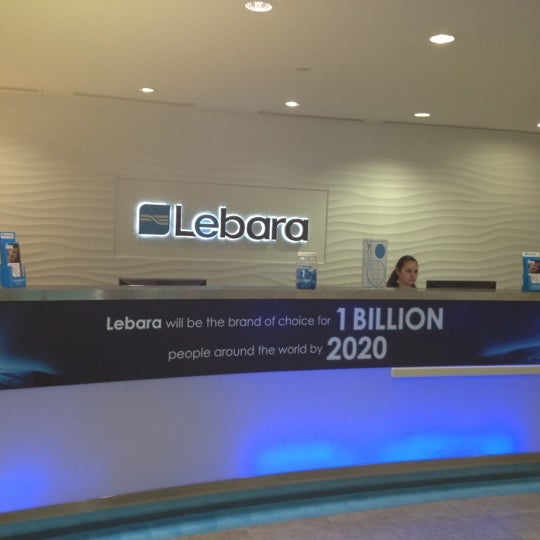 Lebara
Lebara will be the brand of choice for 1 BILLION
people around the world by 2020